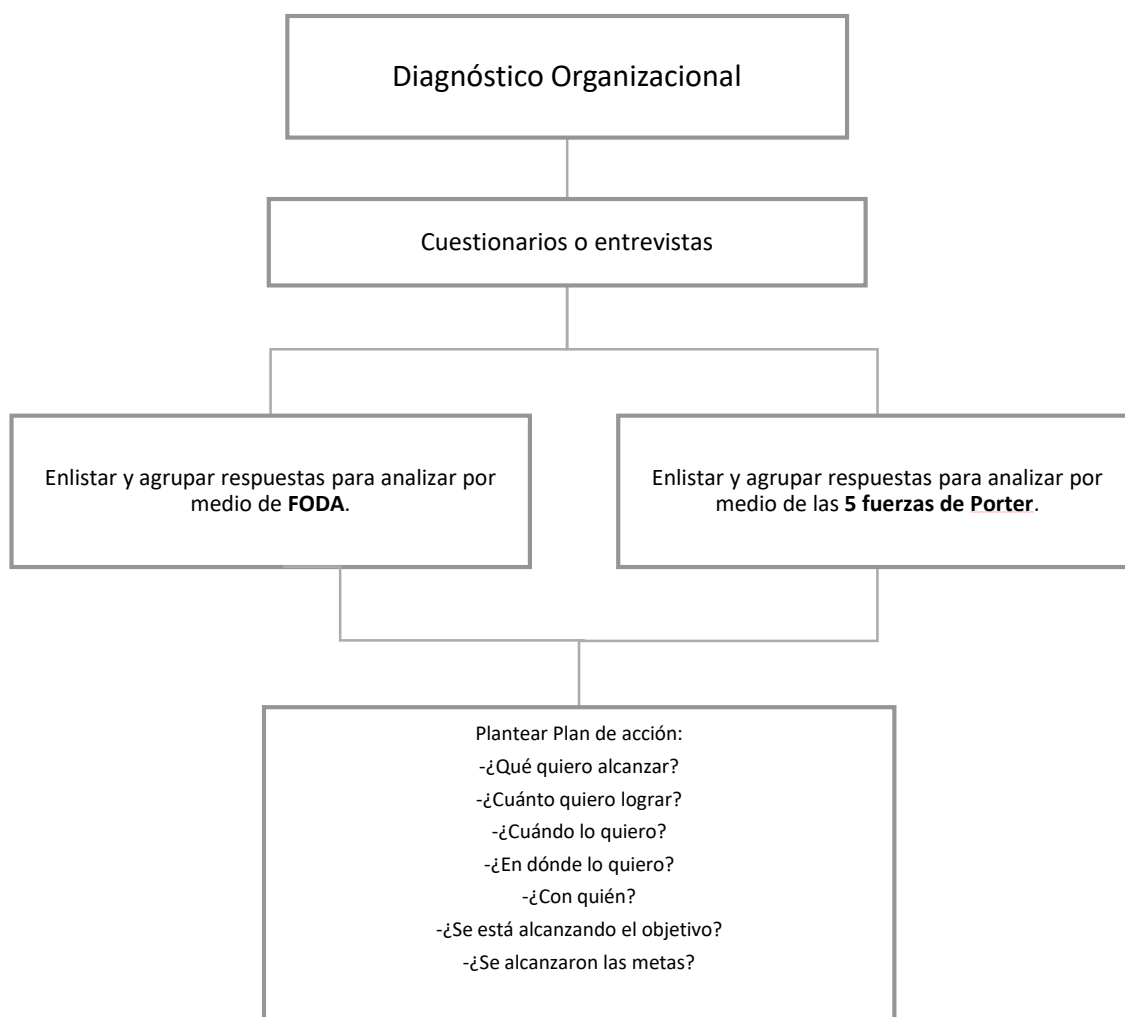 Diagnóstico Organizacional
Cuestionarios o entrevistas
Enlistar y agrupar respuestas para analizar por
medio de FODA.
Enlistar y agrupar respuestas para analizar por
medio de las 5 fuerzas de Porter.
Plantear Plan de acción:
-¿Qué quiero alcanzar?
-¿Cuánto quiero lograr?
-¿Cuándo lo quiero?
-¿En dónde lo quiero?
-¿Con quién?
-¿Se está alcanzando el objetivo?
-¿Se alcanzaron las metas?